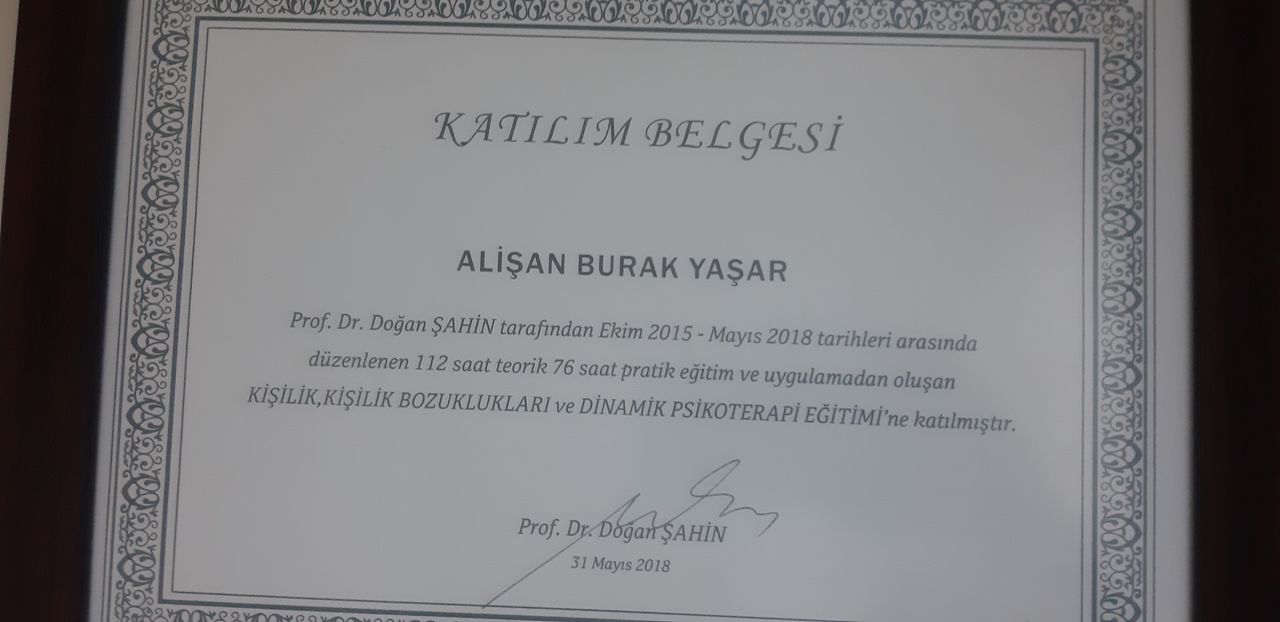 KATILIM BELGESİ
ALİŞAN BURAK YAŞAR
Prof. Dr. Doğan ŞAHİN tarafından Ekim 2015 - Mayıs 2018 tarihleri arasında
düzenlenen 112 saat teorik 76 saat pratik eğitim ve uygulamadan oluşan
KİŞİLİK,KİŞİLİK BOZUKLUKLARI ve DİNAMİK PSİKOTERAPİ EĞİTİMİ'ne katılmıştır.
Prof. Dr. Doğan ŞAHİN
31 Mayıs 2018